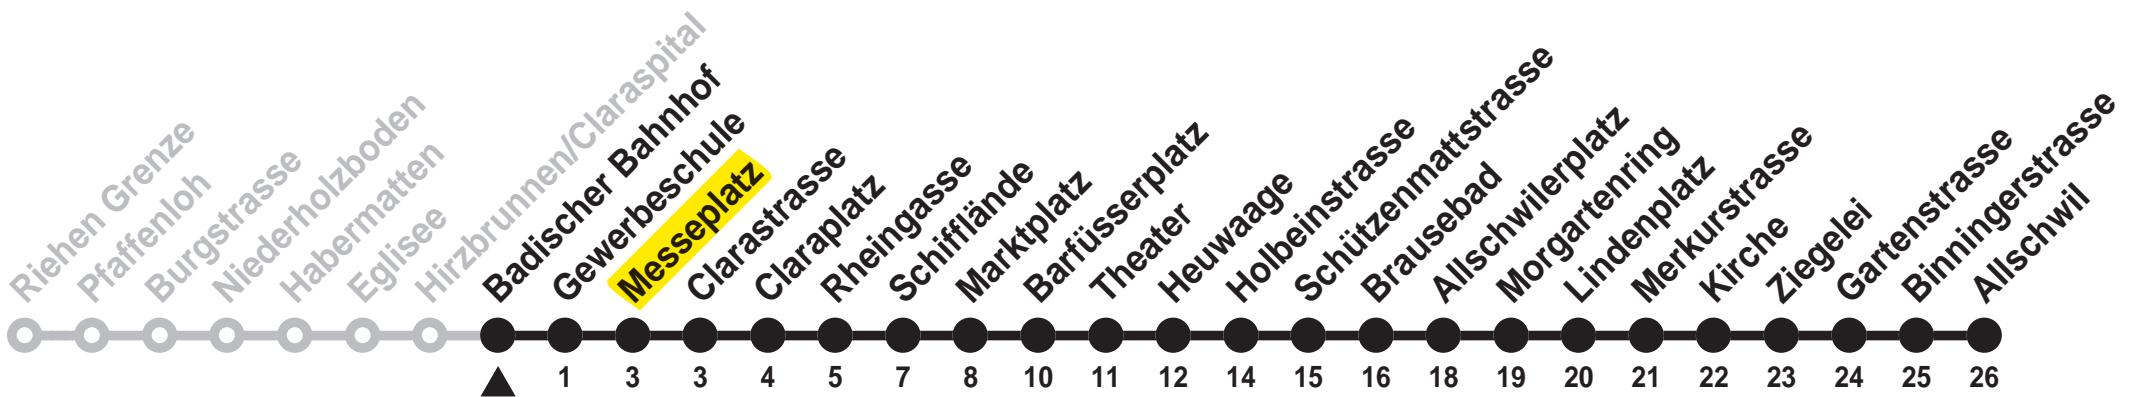 Riehen Grenze
Pfaffenloh
Burgstrasse
Niederholzboden
Habermatten
Eglisee
Hirzbrunnen/Claraspital
Badischer Bahnhof
Gewerbeschule
Messeplatz
Clarastrasse
Claraplatz
Rheingasse
Schifflände
Marktplatz
Barfüsserplatz
Theater
Heuwaage
Holbeinstrasse
Schützenmattstrasse
Brausebad
Allschwilerplatz
Morgartenring
Lindenplatz
Merkurstrasse
Kirche
Ziegelei
Gartenstrasse
Binningerstrasse
Allschwil
1 3 3 4 5 7 8 10 11 12 14 15 16 18 19 20 21 22 23 24 25 26